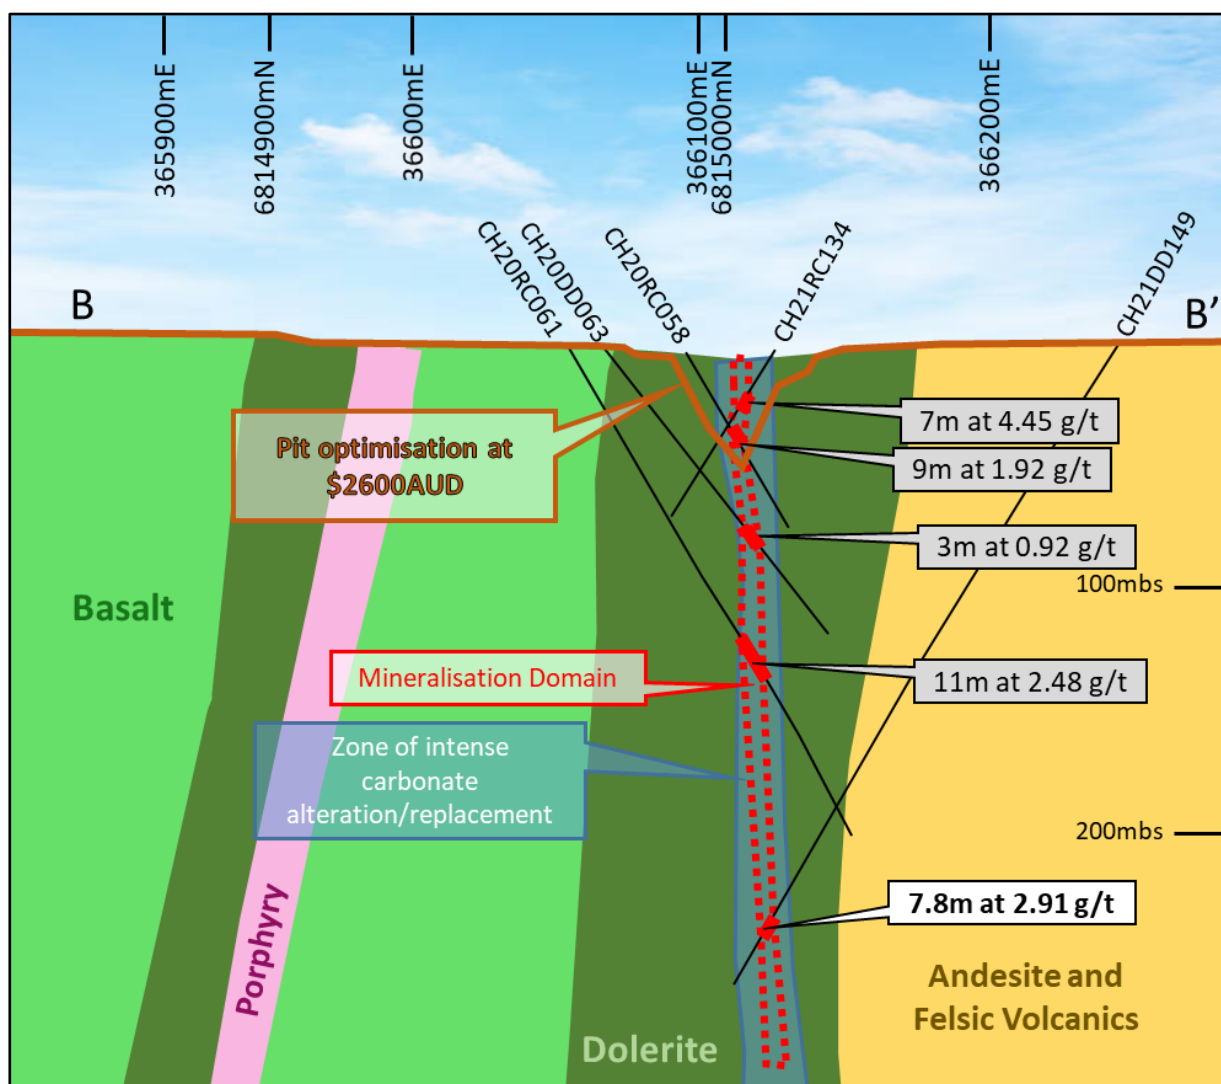 365900mE
6814900mN
36600mE
366100mE
6815000mN
366200mE
CH20RC061
CH20DD063
CH20RC058
CH21RC134
CH21DD149
B
B'
Pit optimisation at
$2600AUD
7m at 4.45 g/t
9m at 1.92 g/t
3m at 0.92 g/t
100mbs
Basalt
Mineralisation Domain
11m at 2.48 g/t
Zone of intense
carbonate
alteration/replacement
200mbs
7.8m at 2.91 g/t
Porphyry
Andesite and
Felsic Volcanics
Dolerite